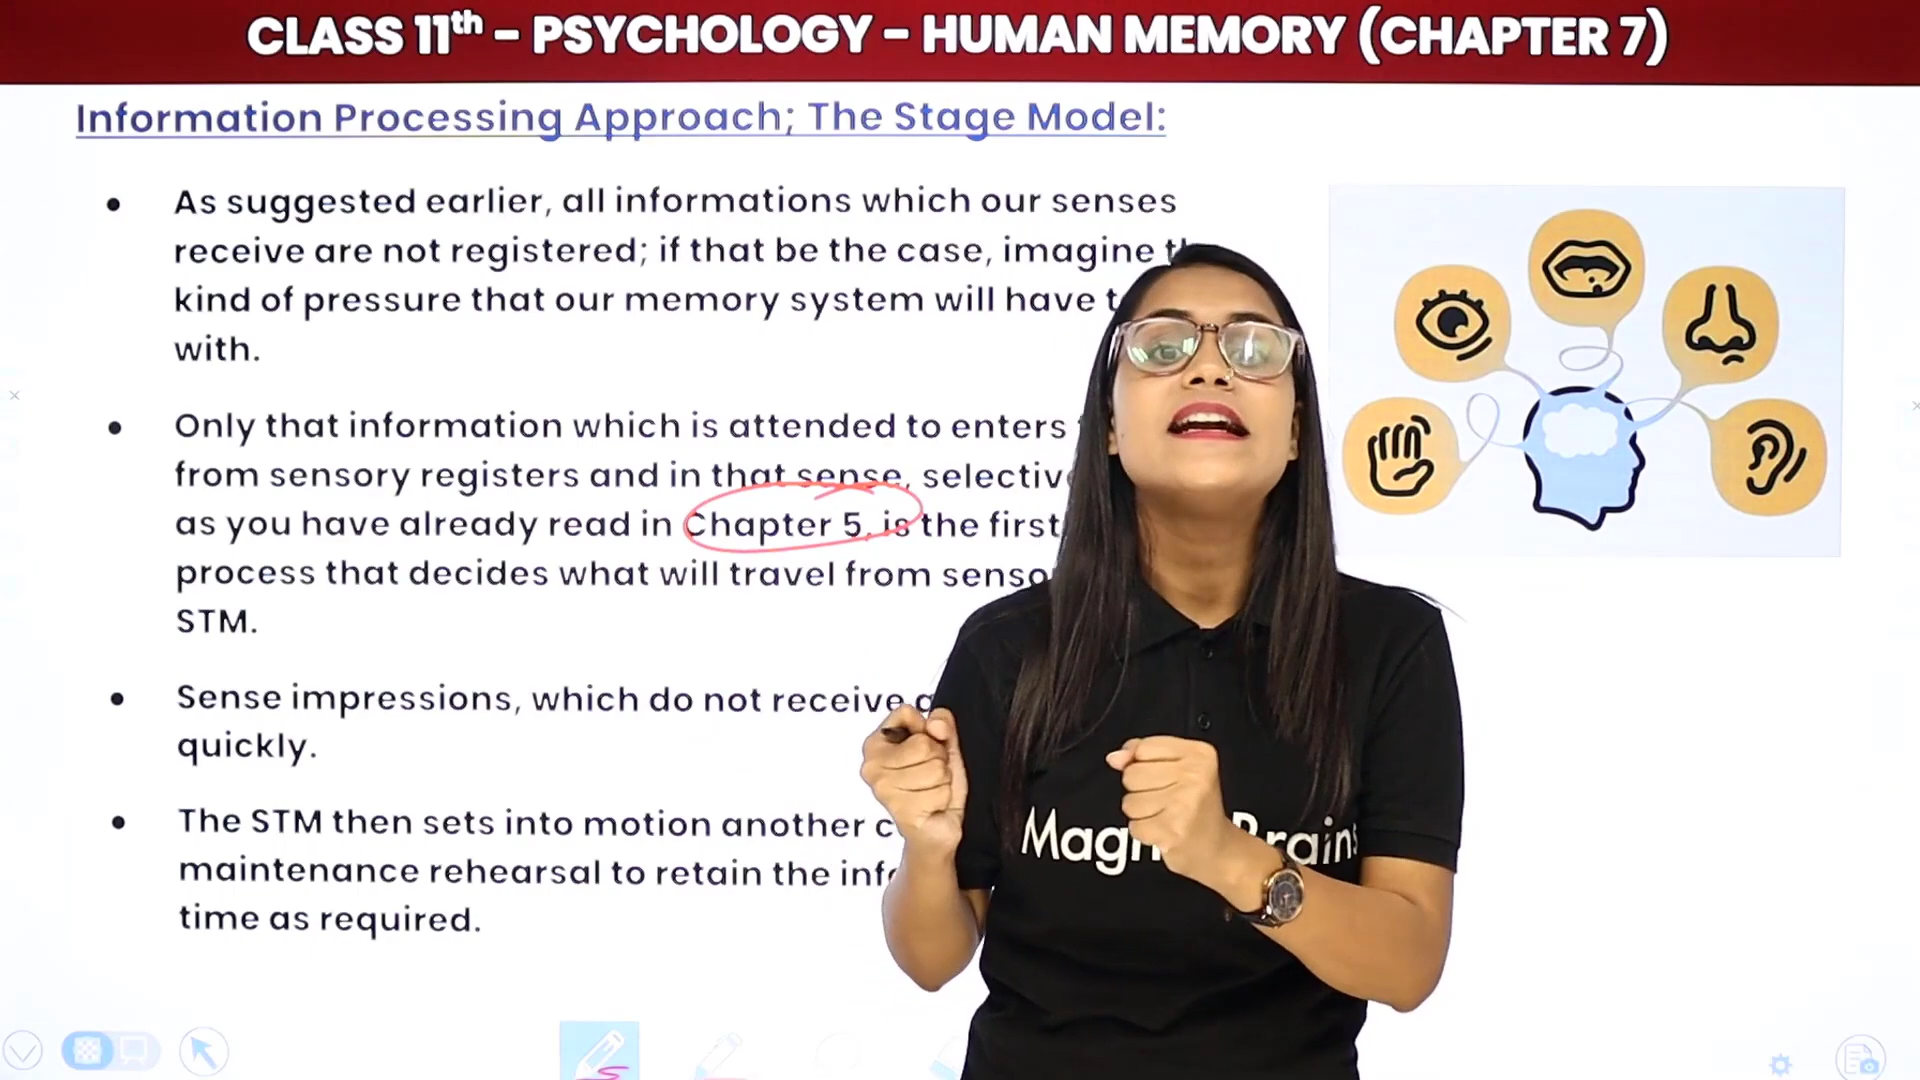 CLASS 11th - PSYCHOLOGY - HUMAN MEMORY (CHAPTER 7)
Information Processing Approach; The Stage Model:
• As suggested earlier, all informations which our senses
receive are not registered; if that be the case, imagine
kind of pressure that our memory system will have
with.
• Only that information which is attended to enters
from sensory registers and in that sense, selective
as you have already read in Chapter 5, is the first
process that decides what will travel from
STM.
• Sense impressions, which do not receive
quickly.
• The STM then sets into motion another
maintenance rehearsal to retain the
time as required.